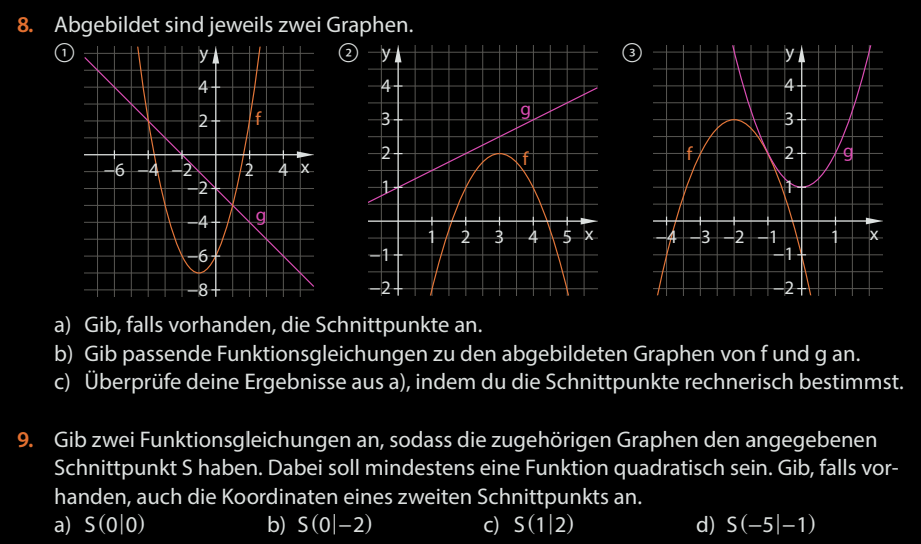 8. Abgebildet sind jeweils zwei Graphen.
1 2 3
y y y
4 4 4
2 f 3 g 3
f 2 f 2 g
−6 −4 −2 2 4 x 1 1
−2 1 2 3 4 5 x −4 −3 −2 −1 1 x
g
−4 −1 −1
−6
−8 −2 −2
a) Gib, falls vorhanden, die Schnittpunkte an.
b) Gib passende Funktionsgleichungen zu den abgebildeten Graphen von f und g an.
c) Überprüfe deine Ergebnisse aus a), indem du die Schnittpunkte rechnerisch bestimmst.
9. Gib zwei Funktionsgleichungen an, sodass die zugehörigen Graphen den angegebenen
Schnittpunkt S haben. Dabei soll mindestens eine Funktion quadratisch sein. Gib, falls vor-
handen, auch die Koordinaten eines zweiten Schnittpunkts an.
a) S(0|0) b) S(0|−2) c) S(1|2) d) S(−5|−1)